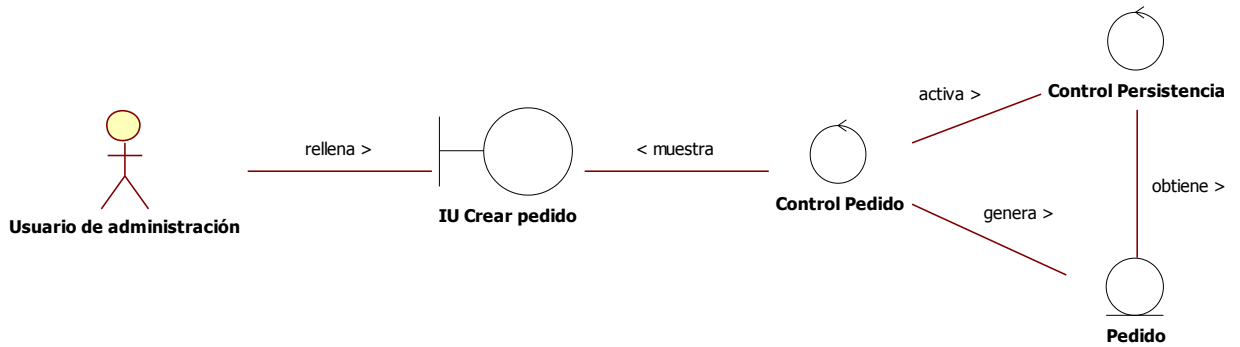 Control Persistencia
activa >
rellena >
< muestra
obtiene >
Control Pedido
genera >
IU Crear pedido
Usuario de administración
Pedido